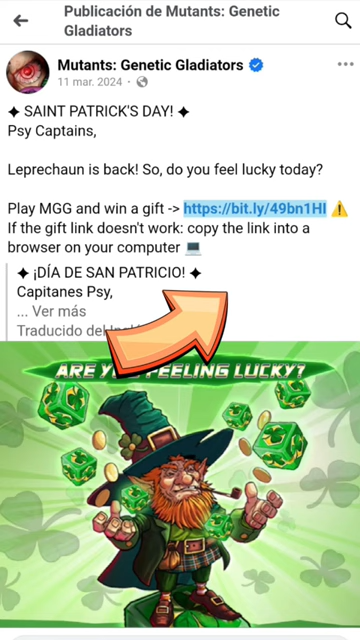 Publicación de Mutants: Genetic
Gladiators
Mutants: Genetic Gladiators
11 mar. 2024 ·
✦ SAINT PATRICK'S DAY! ✦
Psy Captains,
Leprechaun is back! So, do you feel lucky today?
Play MGG and win a gift -> https://bit.ly/49bn1HI ⚠️
If the gift link doesn't work: copy the link into a
browser on your computer 💻
✦ ¡DÍA DE SAN PATRICIO! ✦
Capitanes Psy,
... Ver más
Traducido del
ARE FEELING LUCKY?